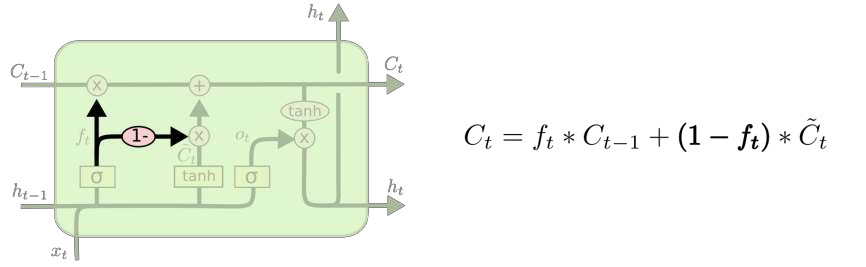 h_t
C_{t-1}
C_t
x
+
tanh
f_t
1-
x
C̃_t
o_t
x
σ
tanh
σ
h_{t-1}
h_t
x_t
C_t = f_t * C_{t-1} + (1 − f_t) * C̃_t